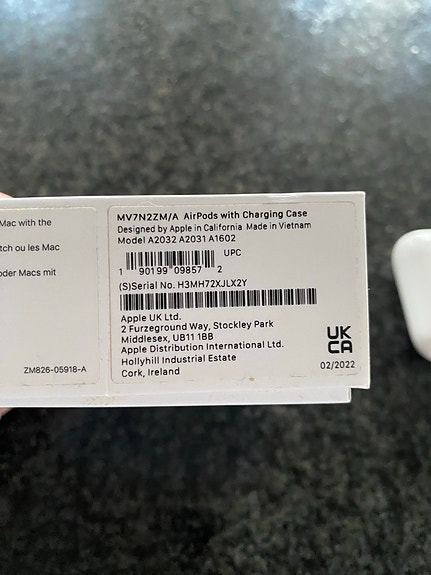 Mac with the
tch ou les Mac
oder Macs mit
ZM826-05918-A
MV7N2ZM/A AirPods with Charging Case
Designed by Apple in California Made in Vietnam
Model A2032 A2031 A1602
UPC
1 90199 09857 2
(S)Serial No. H3MH72XJLX2Y
Apple UK Ltd.
2 Furzeground Way, Stockley Park
Middlesex, UB11 1BB
Apple Distribution International Ltd.
Hollyhill Industrial Estate
Cork, Ireland
UK
CA
02/2022